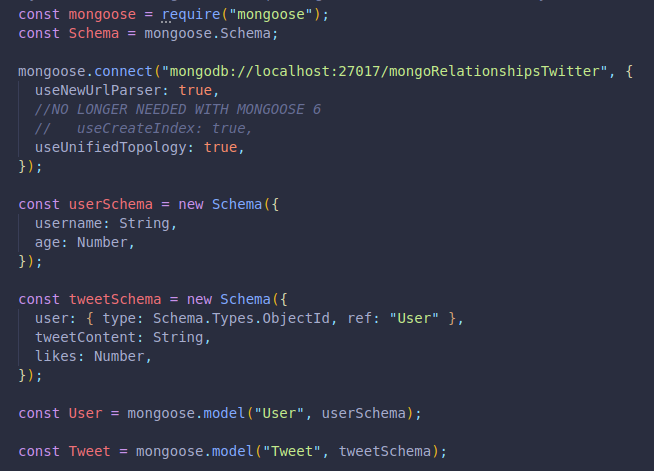 const mongoose = require("mongoose");
const Schema = mongoose.Schema;
mongoose.connect("mongodb://localhost:27017/mongoRelationshipsTwitter", {
  useNewUrlParser: true,
  //NO LONGER NEEDED WITH MONGOOSE 6
  //   useCreateIndex: true,
  useUnifiedTopology: true,
});
const userSchema = new Schema({
  username: String,
  age: Number,
});
const tweetSchema = new Schema({
  user: { type: Schema.Types.ObjectId, ref: "User" },
  tweetContent: String,
  likes: Number,
});
const User = mongoose.model("User", userSchema);
const Tweet = mongoose.model("Tweet", tweetSchema);